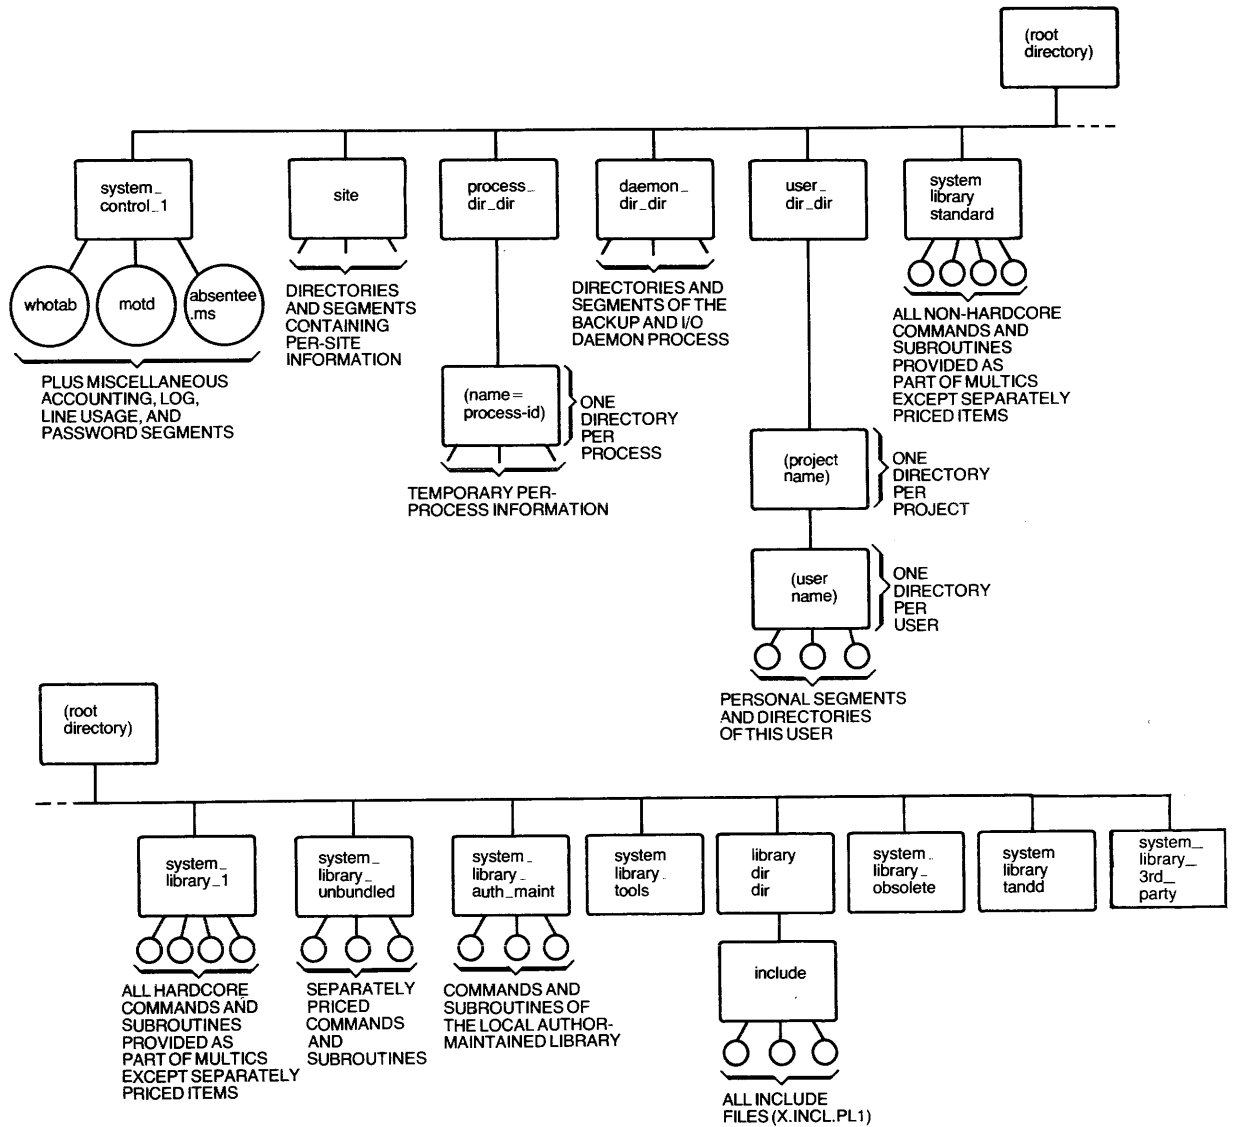 (root
directory)
system_
control_1
site
process_
dir_dir
daemon_
dir_dir
user_
dir_dir
system
library
standard
whotab
motd
absentee
.ms
PLUS MISCELLANEOUS
ACCOUNTING, LOG,
LINE USAGE, AND
PASSWORD SEGMENTS
DIRECTORIES
AND SEGMENTS
CONTAINING
PER-SITE
INFORMATION
DIRECTORIES AND
SEGMENTS OF THE
BACKUP AND I/O
DAEMON PROCESS
ALL NON-HARDCORE
COMMANDS AND
SUBROUTINES
PROVIDED AS
PART OF MULTICS
EXCEPT SEPARATELY
PRICED ITEMS
(name =
process-id)
ONE
DIRECTORY
PER
PROCESS
TEMPORARY PER-
PROCESS INFORMATION
(project
name)
ONE
DIRECTORY
PER
PROJECT
(user
name)
ONE
DIRECTORY
PER
USER
PERSONAL SEGMENTS
AND DIRECTORIES
OF THIS USER
(root
directory)
system_
library_1
system_
library_
unbundled
system_
library_
auth_maint
system
library_
tools
library
dir
dir
system_
library_
obsolete
system
library
tandd
system_
library_
3rd_
party
ALL HARDCORE
COMMANDS AND
SUBROUTINES
PROVIDED AS
PART OF MULTICS
EXCEPT SEPARATELY
PRICED ITEMS
SEPARATELY
PRICED
COMMANDS
AND
SUBROUTINES
COMMANDS AND
SUBROUTINES OF
THE LOCAL AUTHOR-
MAINTAINED LIBRARY
include
ALL INCLUDE
FILES (X.INCL.PL1)